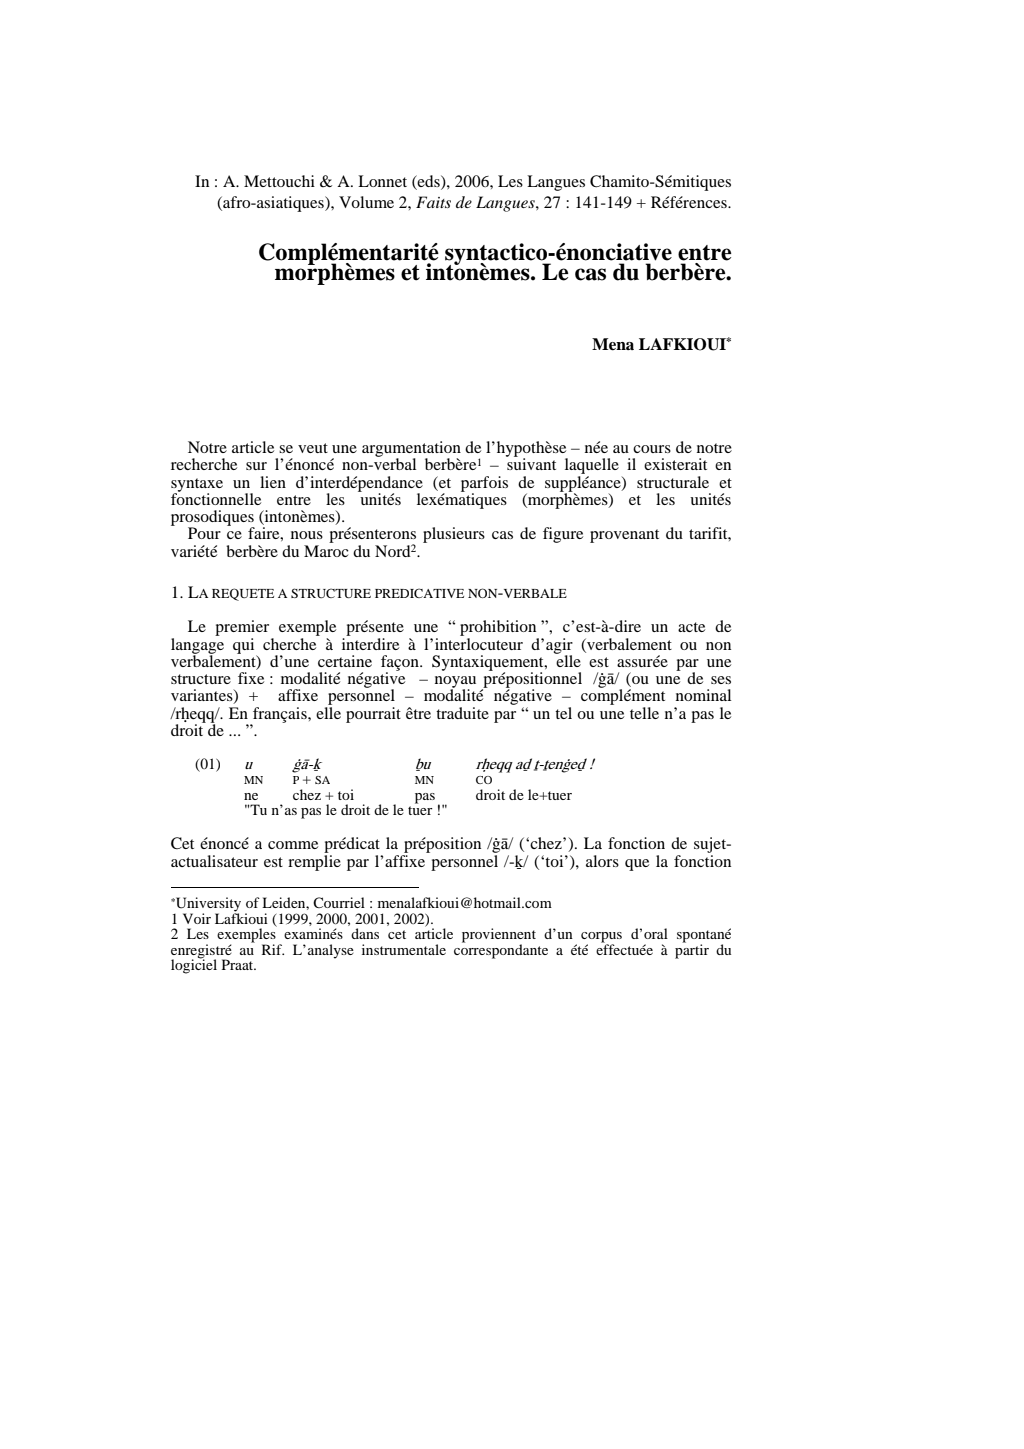 In : A. Mettouchi & A. Lonnet (eds), 2006, Les Langues Chamito-Sémitiques
(afro-asiatiques), Volume 2, Faits de Langues, 27 : 141-149 + Références.
Complémentarité syntactico-énonciative entre
morphèmes et intonèmes. Le cas du berbère.
Mena LAFKIOUI*
Notre article se veut une argumentation de l’hypothèse – née au cours de notre
recherche sur l’énoncé non-verbal berbère1 – suivant laquelle il existerait en
syntaxe un lien d’interdépendance (et parfois de suppléance) structurale et
fonctionnelle entre les unités lexématiques (morphèmes) et les unités
prosodiques (intonèmes).
Pour ce faire, nous présenterons plusieurs cas de figure provenant du tarifit,
variété berbère du Maroc du Nord2.
1. LA REQUETE A STRUCTURE PREDICATIVE NON-VERBALE
Le premier exemple présente une “ prohibition ”, c’est-à-dire un acte de
langage qui cherche à interdire à l’interlocuteur d’agir (verbalement ou non
verbalement) d’une certaine façon. Syntaxiquement, elle est assurée par une
structure fixe : modalité négative – noyau prépositionnel /ġā/ (ou une de ses
variantes) + affixe personnel – modalité négative – complément nominal
/rḥeqq/. En français, elle pourrait être traduite par “ un tel ou une telle n’a pas le
droit de ... ”.
(01) u ġā-ḵ ḇu rḥeqq aḏ ṯ-ṯenġeḏ !
MN P + SA MN CO
ne chez + toi pas droit de le+tuer
"Tu n’as pas le droit de le tuer !"
Cet énoncé a comme prédicat la préposition /ġā/ (‘chez’). La fonction de sujet-
actualisateur est remplie par l’affixe personnel /-ḵ/ (‘toi’), alors que la fonction
*University of Leiden, Courriel : menalafkioui@hotmail.com
1 Voir Lafkioui (1999, 2000, 2001, 2002).
2 Les exemples examinés dans cet article proviennent d’un corpus d’oral spontané
enregistré au Rif. L’analyse instrumentale correspondante a été effectuée à partir du
logiciel Praat.